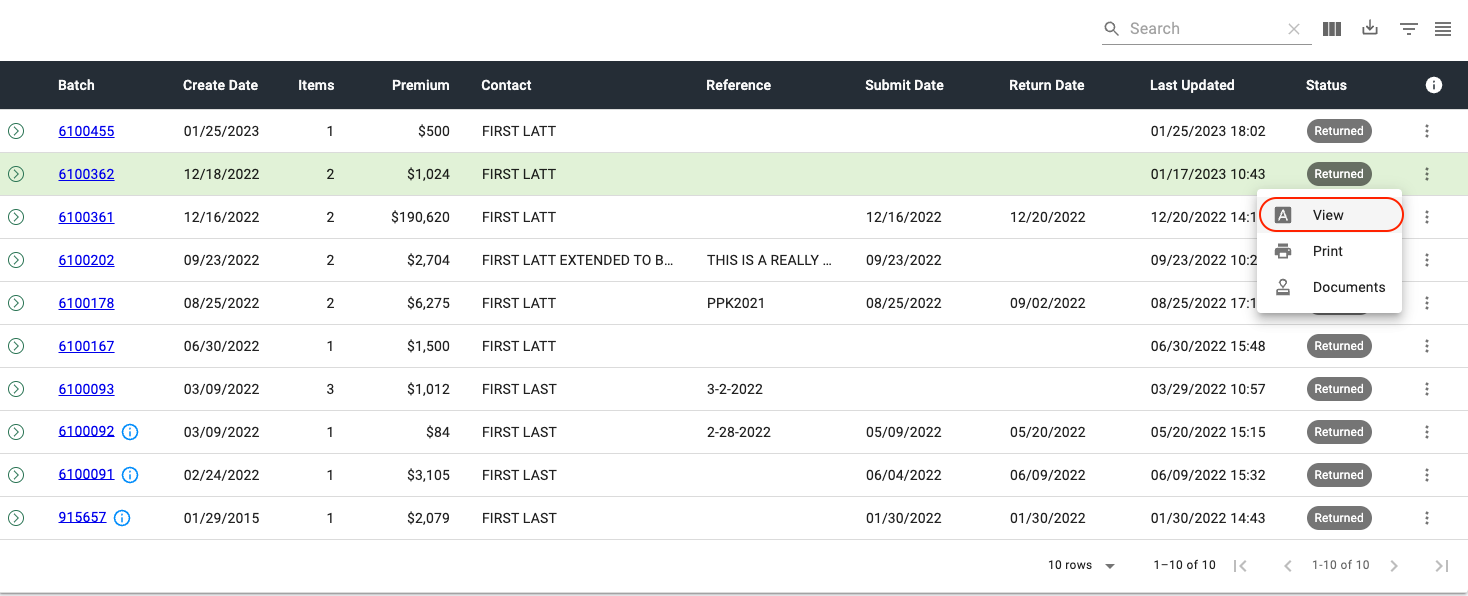 Search
Batch Create Date Items Premium Contact Reference Submit Date Return Date Last Updated Status
6100455 01/25/2023 1 $500 FIRST LATT 01/25/2023 18:02 Returned
6100362 12/18/2022 2 $1,024 FIRST LATT 01/17/2023 10:43 Returned
6100361 12/16/2022 2 $190,620 FIRST LATT 12/16/2022 12/20/2022 12/20/2022 14:1
View
6100202 09/23/2022 2 $2,704 FIRST LATT EXTENDED TO B... THIS IS A REALLY ... 09/23/2022 09/23/2022 10:2
Print
6100178 08/25/2022 2 $6,275 FIRST LATT PPK2021 08/25/2022 09/02/2022 08/25/2022 17:1
Documents
6100167 06/30/2022 1 $1,500 FIRST LATT 06/30/2022 15:48 Returned
6100093 03/09/2022 3 $1,012 FIRST LAST 3-2-2022 03/29/2022 10:57 Returned
6100092 03/09/2022 1 $84 FIRST LAST 2-28-2022 05/09/2022 05/20/2022 05/20/2022 15:15 Returned
6100091 02/24/2022 1 $3,105 FIRST LAST 06/04/2022 06/09/2022 06/09/2022 15:32 Returned
915657 01/29/2015 1 $2,079 FIRST LAST 01/30/2022 01/30/2022 01/30/2022 14:43 Returned
10 rows 1–10 of 10 1-10 of 10